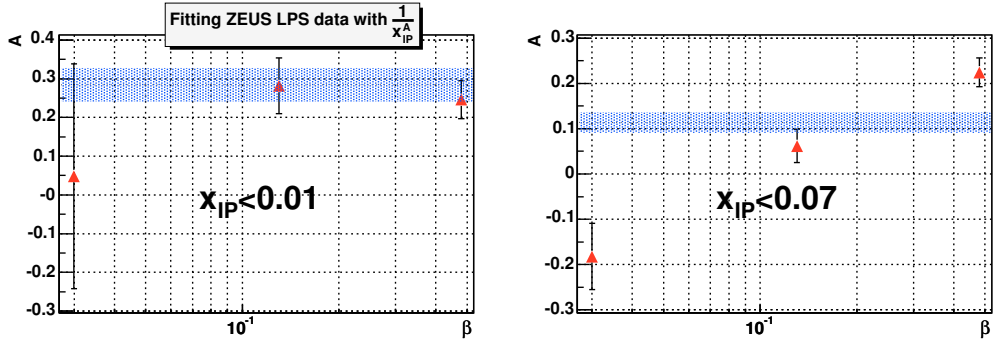 Fitting ZEUS LPS data with 1/x_IP^A
A
0.4
0.3
0.2
0.1
-0
-0.1
-0.2
-0.3
x_IP<0.01
10^-1
β
A
0.3
0.2
0.1
0
-0.1
-0.2
-0.3
x_IP<0.07
10^-1
β